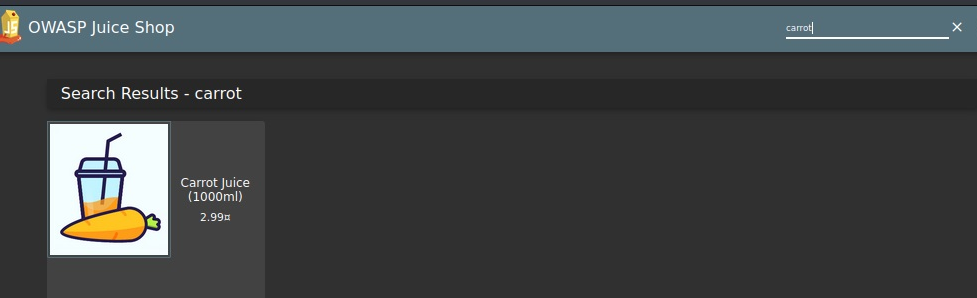 OWASP Juice Shop
carrot
Search Results - carrot
Carrot Juice
(1000ml)
2.99¤